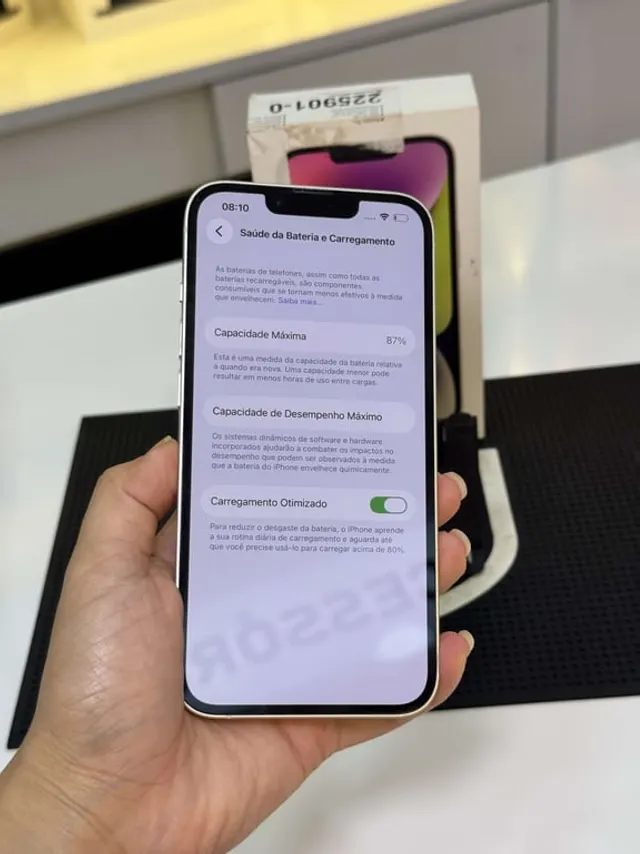 225901-0
08:10
Saúde da Bateria e Carregamento
As baterias de telefones, assim como todas as
baterias recarregáveis, são componentes
consumíveis que se tornam menos efetivos à medida
que envelhecem. Saiba mais...
Capacidade Máxima
87%
Esta é uma medida da capacidade da bateria relativa
a quando era nova. Uma capacidade menor pode
resultar em menos horas de uso entre cargas.
Capacidade de Desempenho Máximo
Os sistemas dinâmicos de software e hardware
incorporados ajudarão a combater os impactos no
desempenho que podem ser observados à medida
que a bateria do iPhone envelhece quimicamente.
Carregamento Otimizado
Para reduzir o desgaste da bateria, o iPhone aprende
a sua rotina diária de carregamento e aguarda até
que você precise usá-lo para carregar acima de 80%.
CESSÓR